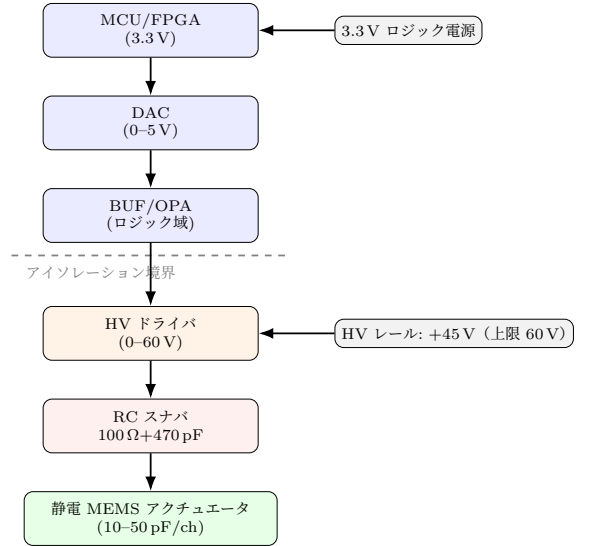 MCU/FPGA
(3.3 V)
3.3 V ロジック電源
DAC
(0–5 V)
BUF/OPA
(ロジック域)
アイソレーション境界
HV ドライバ
(0–60 V)
HV レール: +45 V（上限 60 V）
RC スナバ
100 Ω+470 pF
静電 MEMS アクチュエータ
(10–50 pF/ch)